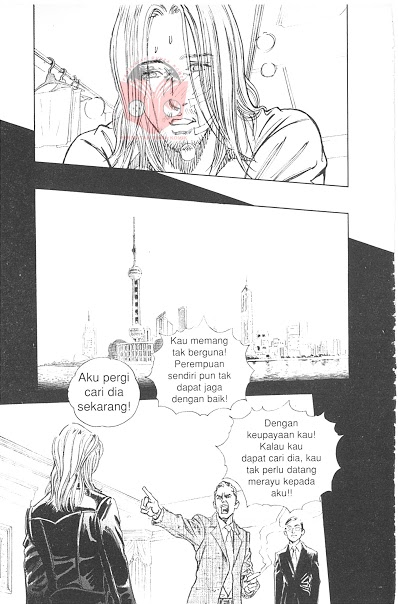 Kau memang
tak berguna!
Perempuan
sendiri pun tak
dapat jaga
dengan baik!
Aku pergi
cari dia
sekarang!
Dengan
keupayaan kau!
Kalau kau
dapat cari dia, kau
tak perlu datang
merayu kepada
aku!!